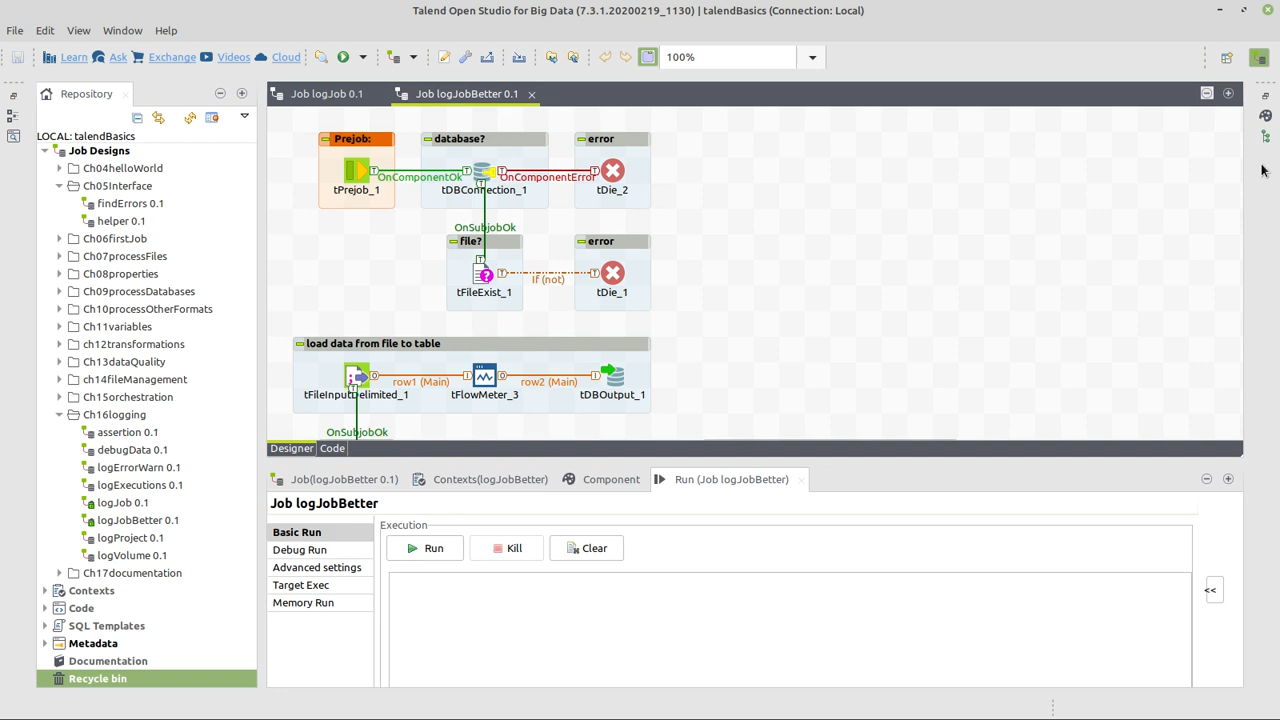 Talend Open Studio for Big Data (7.3.1.20200219_1130) | talendBasics (Connection: Local)
File Edit View Window Help
Learn Ask Exchange Videos Cloud 100%
Repository
LOCAL: talendBasics
Job Designs
Ch04helloWorld
Ch05Interface
findErrors 0.1
helper 0.1
Ch06firstJob
Ch07processFiles
Ch08properties
Ch09processDatabases
Ch10processOtherFormats
Ch11variables
ch12transformations
Ch13dataQuality
ch14fileManagement
Ch15orchestration
Ch16logging
assertion 0.1
debugData 0.1
logErrorWarn 0.1
logExecutions 0.1
logJob 0.1
logJobBetter 0.1
logProject 0.1
logVolume 0.1
Ch17documentation
Contexts
Code
SQL Templates
Metadata
Documentation
Recycle bin
Job logJob 0.1 Job logJobBetter 0.1
Prejob: database? error
OnComponentOk OnComponentError
tPrejob_1 tDBConnection_1 tDie_2
OnSubjobOk
file? error
If (not)
tFileExist_1 tDie_1
load data from file to table
row1 (Main) row2 (Main)
tFileInputDelimited_1 tFlowMeter_3 tDBOutput_1
OnSubjobOk
Designer Code
Job(logJobBetter 0.1) Contexts(logJobBetter) Component Run (Job logJobBetter)
Job logJobBetter
Basic Run
Debug Run
Advanced settings
Target Exec
Memory Run
Execution
Run Kill Clear
<<